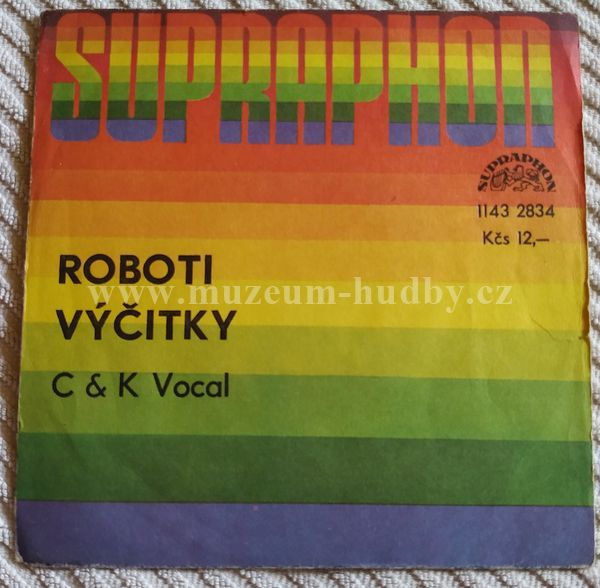 SUPRAPHON
SUPRAPHON
1143 2834
Kčs 12,—
ROBOTI
www.muzeum-hudby.cz
VÝČITKY
C & K Vocal